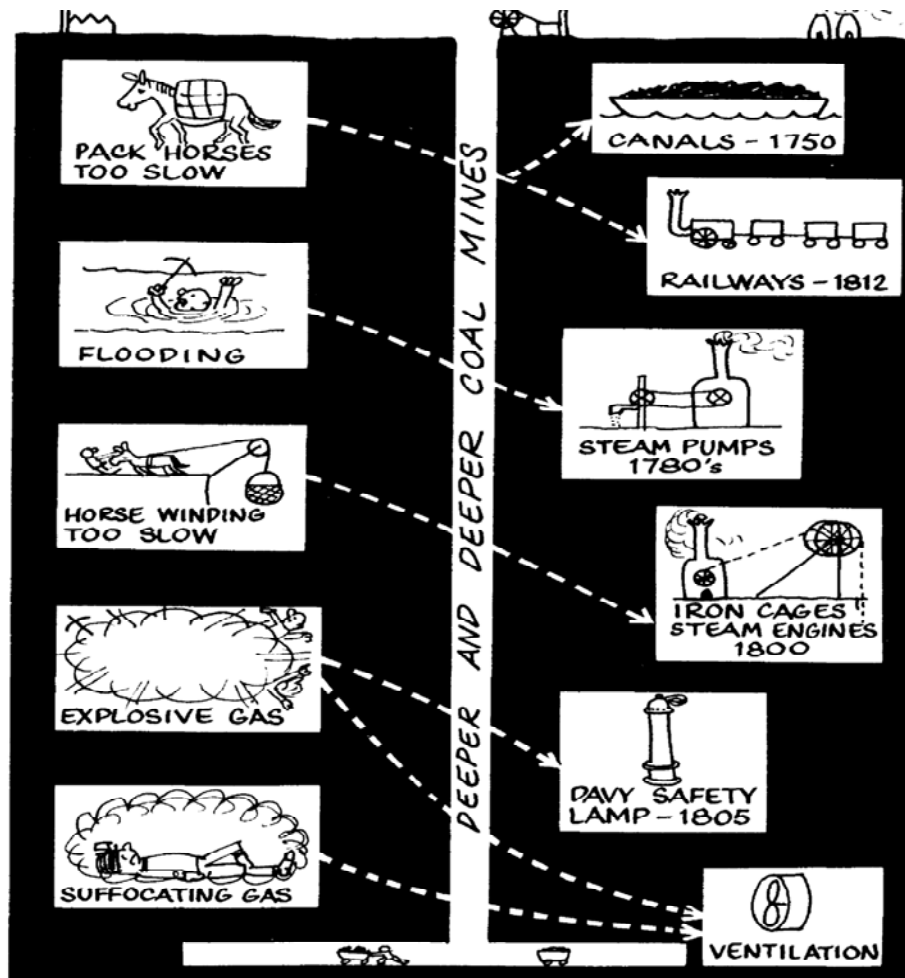 PACK HORSES
TOO SLOW
FLOODING
HORSE WINDING
TOO SLOW
EXPLOSIVE GAS
SUFFOCATING GAS
DEEPER AND DEEPER COAL MINES
CANALS - 1750
RAILWAYS - 1812
STEAM PUMPS
1780's
IRON CAGES
STEAM ENGINES
1800
DAVY SAFETY
LAMP - 1805
VENTILATION